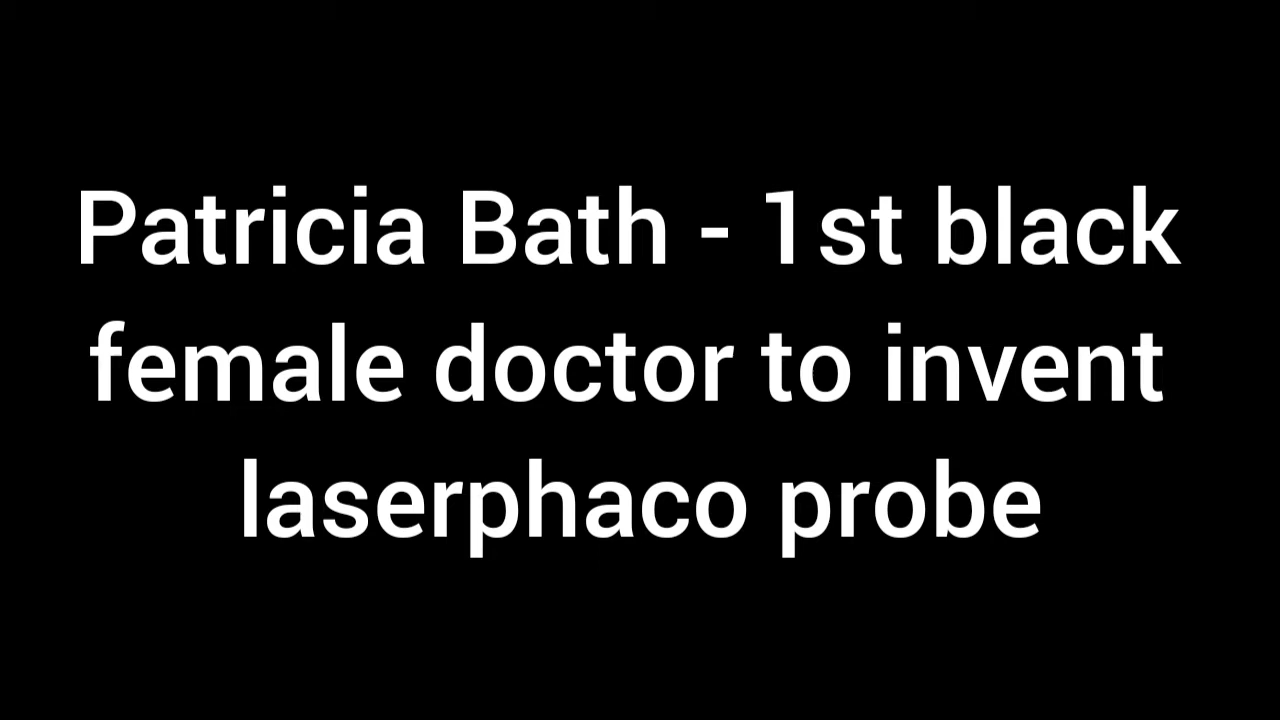 Patricia Bath - 1st black
female doctor to invent
laserphaco probe